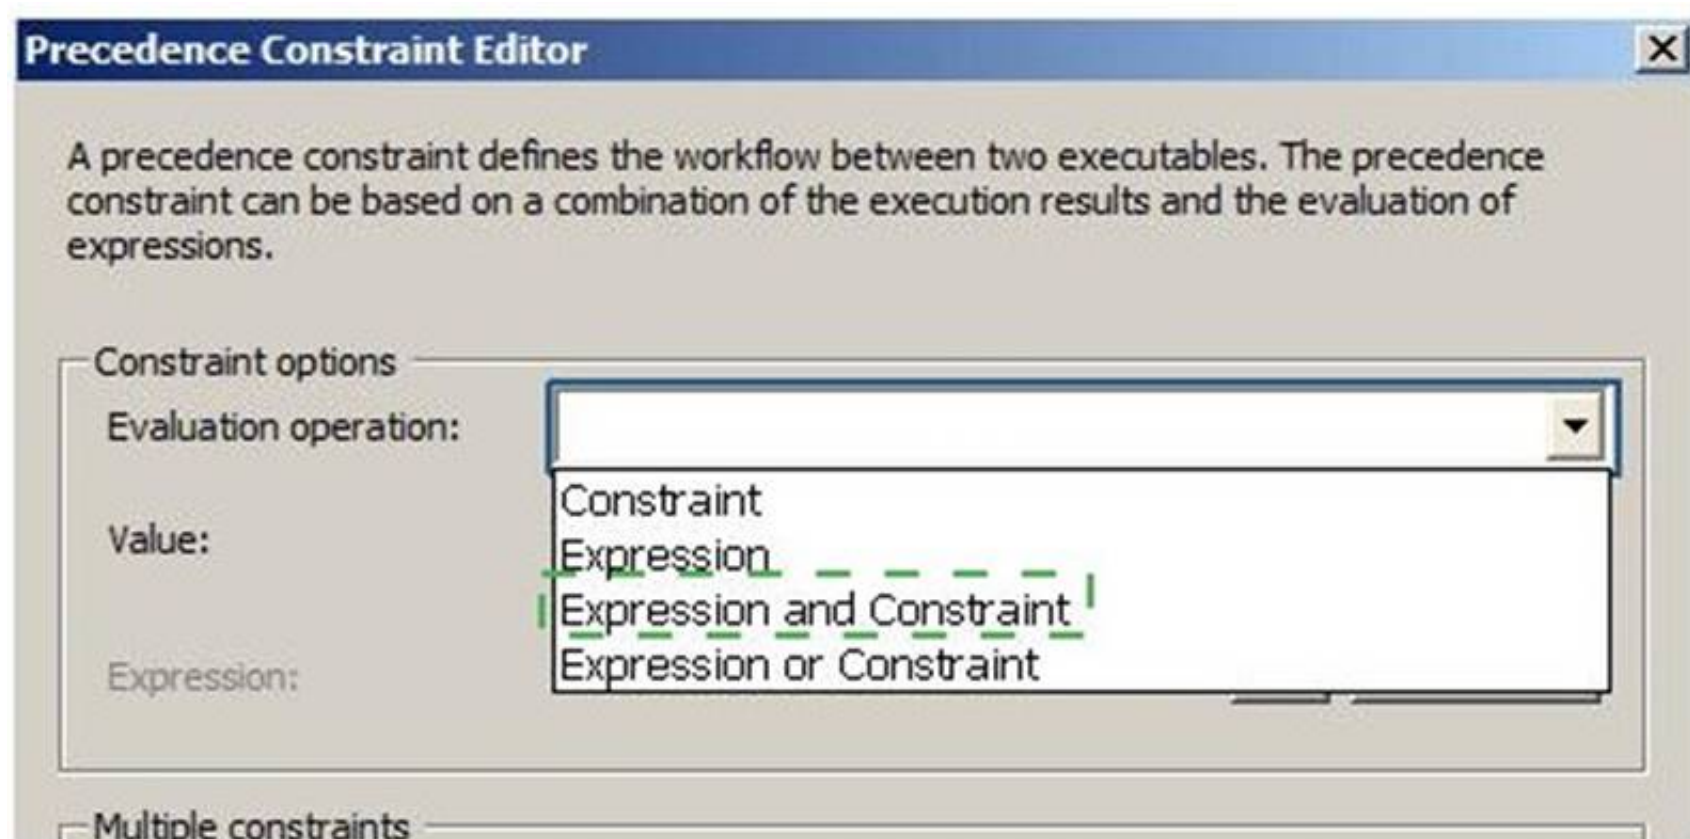 Precedence Constraint Editor
A precedence constraint defines the workflow between two executables. The precedence
constraint can be based on a combination of the execution results and the evaluation of
expressions.
Constraint options
Evaluation operation:
Constraint
Value:
Expression
Expression and Constraint
Expression:
Expression or Constraint
Multiple constraints